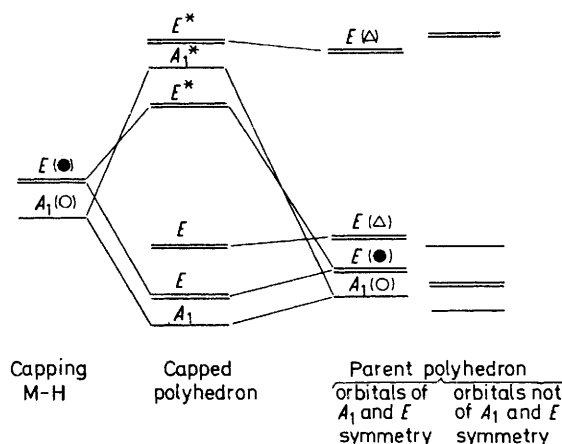 E*
E(△)
A₁*
E*
E(●)
A₁(○)
E
E(△)
E(●)
E
A₁(○)
A₁
Capping M-H
Capped polyhedron
Parent polyhedron
orbitals of A₁ and E symmetry
orbitals not of A₁ and E symmetry